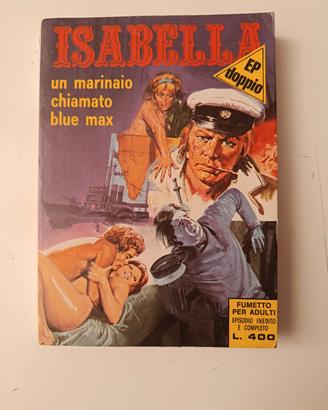 ISABELLA
EP
doppio
un marinaio
chiamato
blue max
FUMETTO
PER ADULTI
EPISODIO INEDITO
E COMPLETO
L. 400